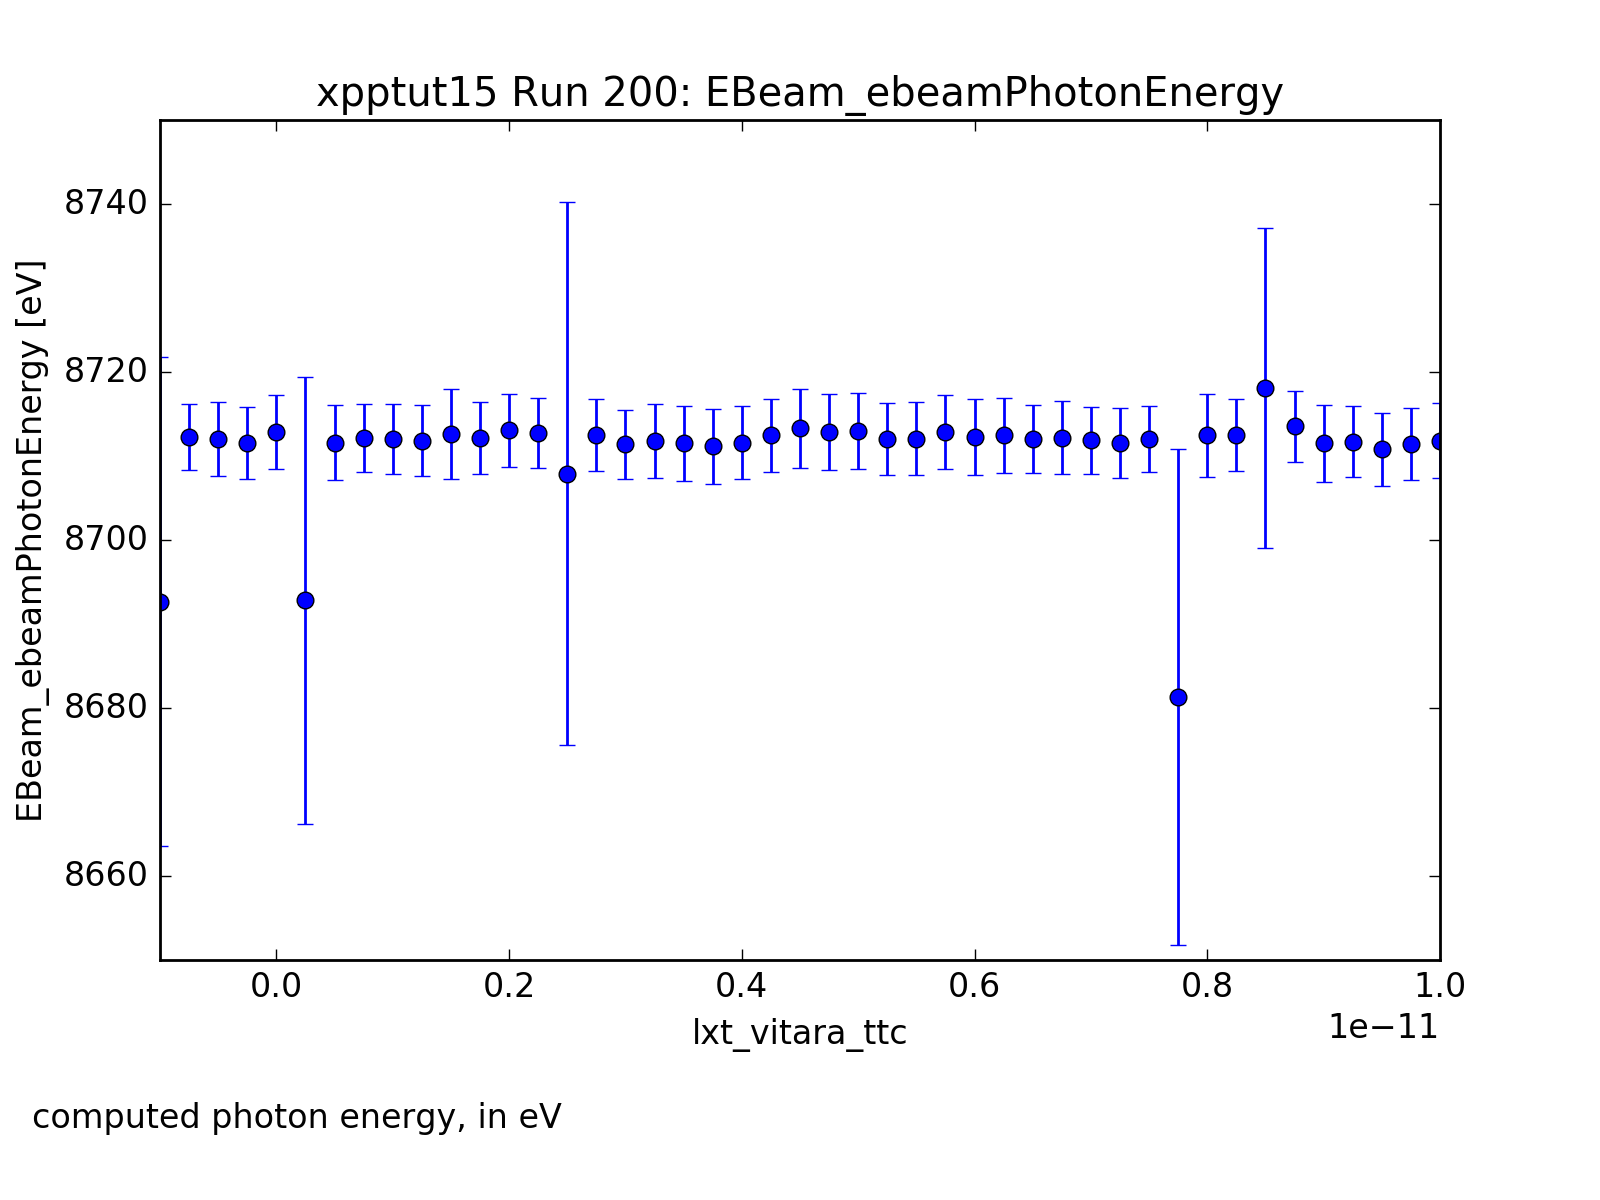 xpptut15 Run 200: EBeam_ebeamPhotonEnergy
EBeam_ebeamPhotonEnergy [eV]
8740
8720
8700
8680
8660
0.0 0.2 0.4 0.6 0.8 1.0
1e−11
lxt_vitara_ttc
computed photon energy, in eV